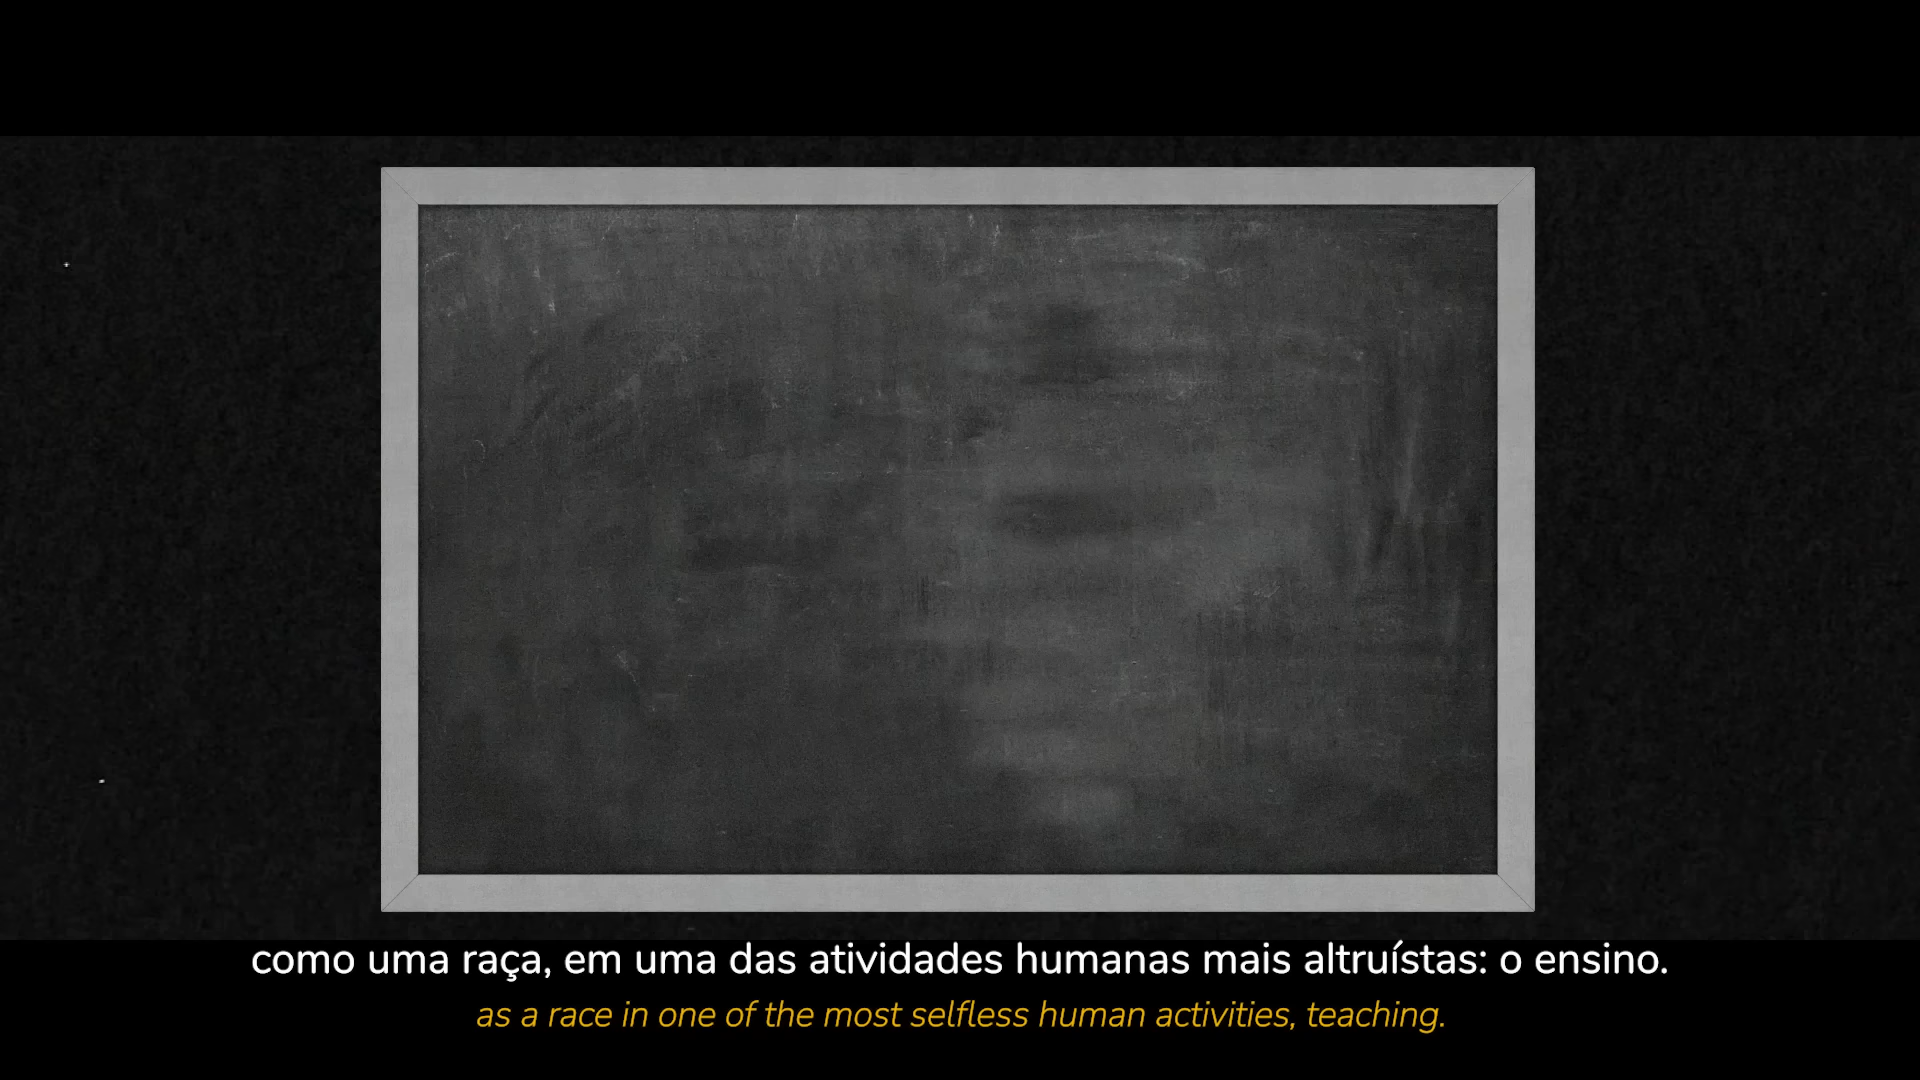 como uma raça, em uma das atividades humanas mais altruístas: o ensino.
as a race in one of the most selfless human activities, teaching.